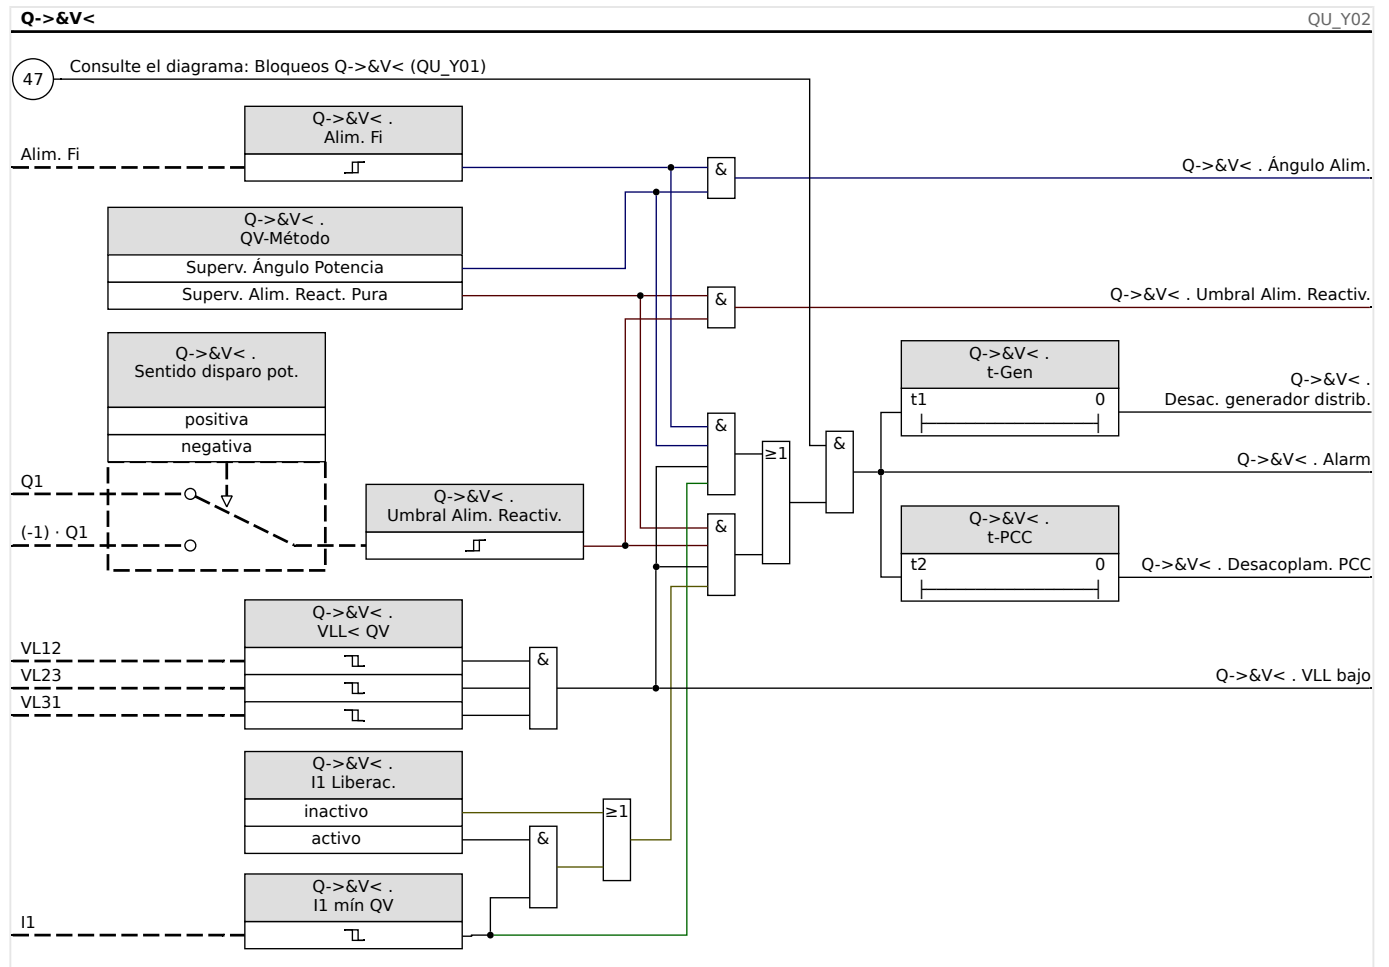 Q->&V<
QU_Y02
47
Consulte el diagrama: Bloqueos Q->&V< (QU_Y01)
Q->&V< .
Alim. Fi
Alim. Fi
&
Q->&V< . Ángulo Alim.
Q->&V< .
QV-Método
Superv. Ángulo Potencia
Superv. Alim. React. Pura
&
Q->&V< . Umbral Alim. Reactiv.
Q->&V< .
Sentido disparo pot.
positiva
negativa
Q->&V< .
t-Gen
t1 0
Q->&V< .
Desac. generador distrib.
&
≥1
&
Q->&V< . Alarm
Q1
(-1) · Q1
Q->&V< .
Umbral Alim. Reactiv.
&
Q->&V< .
t-PCC
t2 0
Q->&V< . Desacoplam. PCC
Q->&V< .
VLL< QV
VL12
VL23
VL31
&
Q->&V< . VLL bajo
Q->&V< .
I1 Liberac.
inactivo
activo
≥1
&
Q->&V< .
I1 mín QV
I1